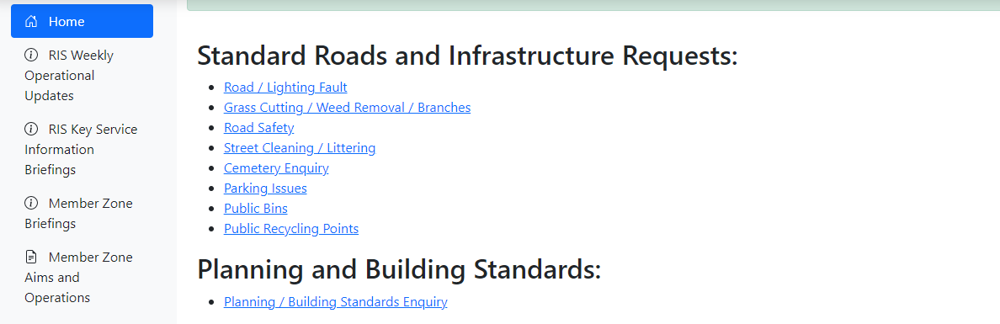 Home
RIS Weekly
Operational
Updates
RIS Key Service
Information
Briefings
Member Zone
Briefings
Member Zone
Aims and
Operations
Standard Roads and Infrastructure Requests:
Road / Lighting Fault
Grass Cutting / Weed Removal / Branches
Road Safety
Street Cleaning / Littering
Cemetery Enquiry
Parking Issues
Public Bins
Public Recycling Points
Planning and Building Standards:
Planning / Building Standards Enquiry